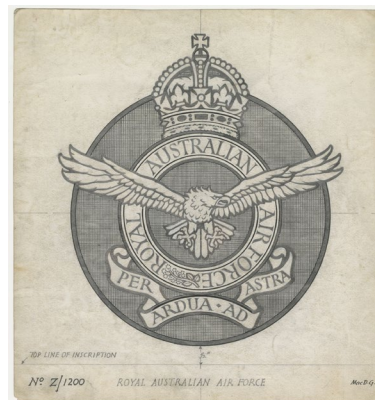 ROYAL AUSTRALIAN AIR FORCE
PER ARDUA · AD ASTRA
TOP LINE OF INSCRIPTION
Nº Z/1200 ROYAL AUSTRALIAN AIR FORCE